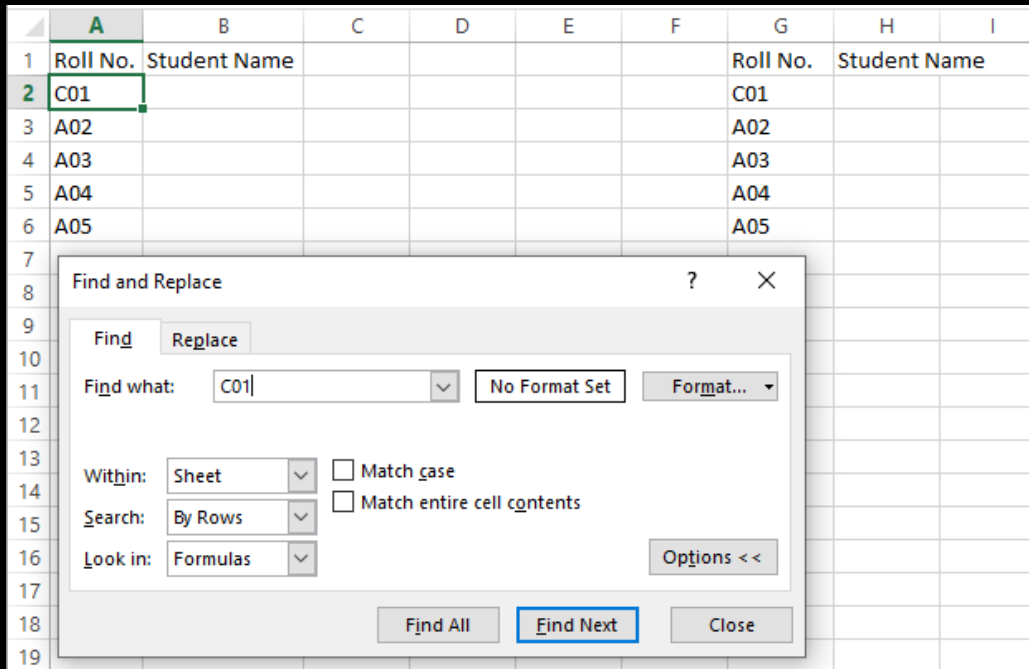 A B C D E F G H I
1 Roll No. Student Name Roll No. Student Name
2 C01 C01
3 A02 A02
4 A03 A03
5 A04 A04
6 A05 A05
7
8 Find and Replace ?
9 Find Replace
10
11 Find what: C01 No Format Set Format...
12
13 Within: Sheet Match case
14 Match entire cell contents
15 Search: By Rows
16 Look in: Formulas Options <<
17
18 Find All Find Next Close
19